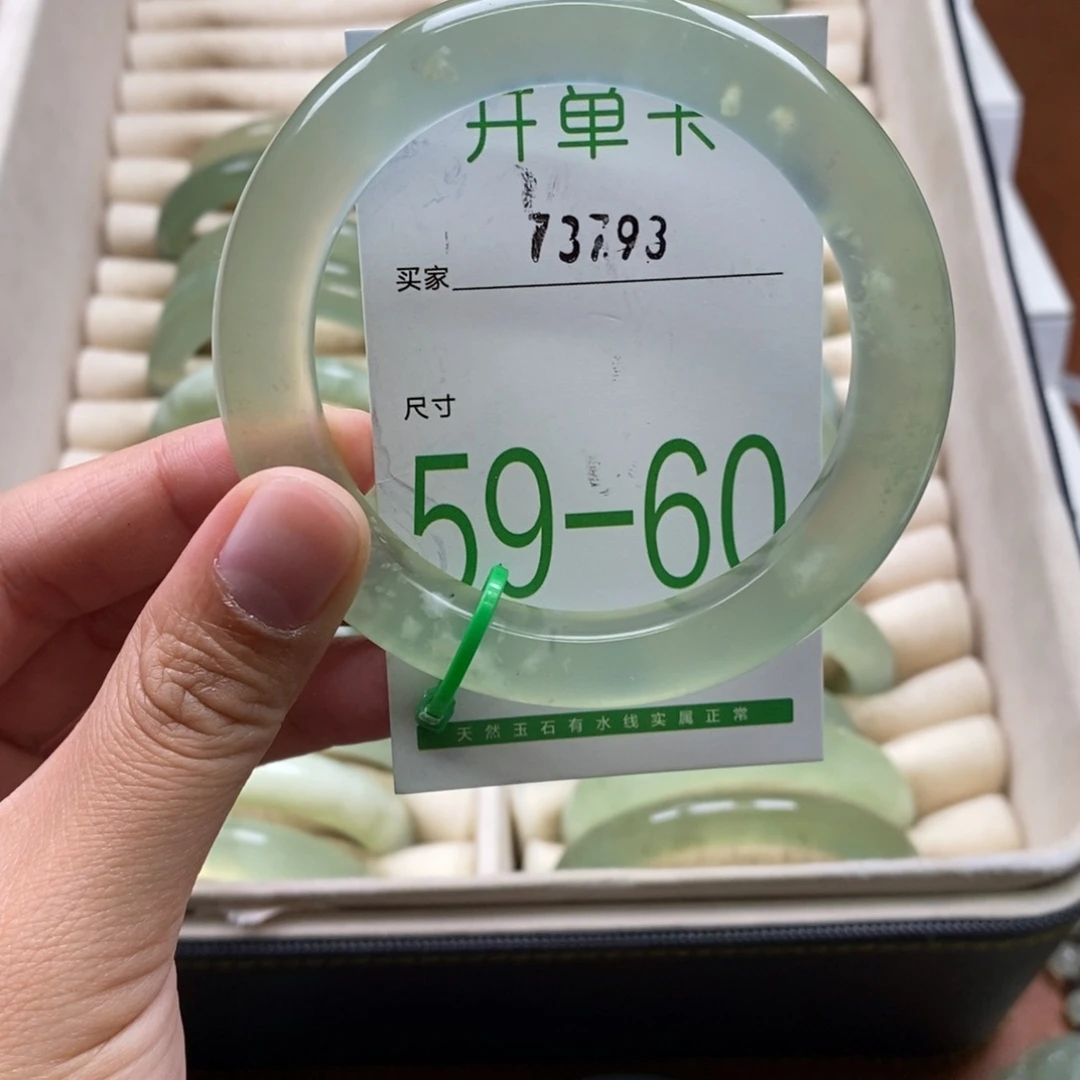 开单卡
73793
买家
尺寸
59-60
天然玉石有水线实属正常